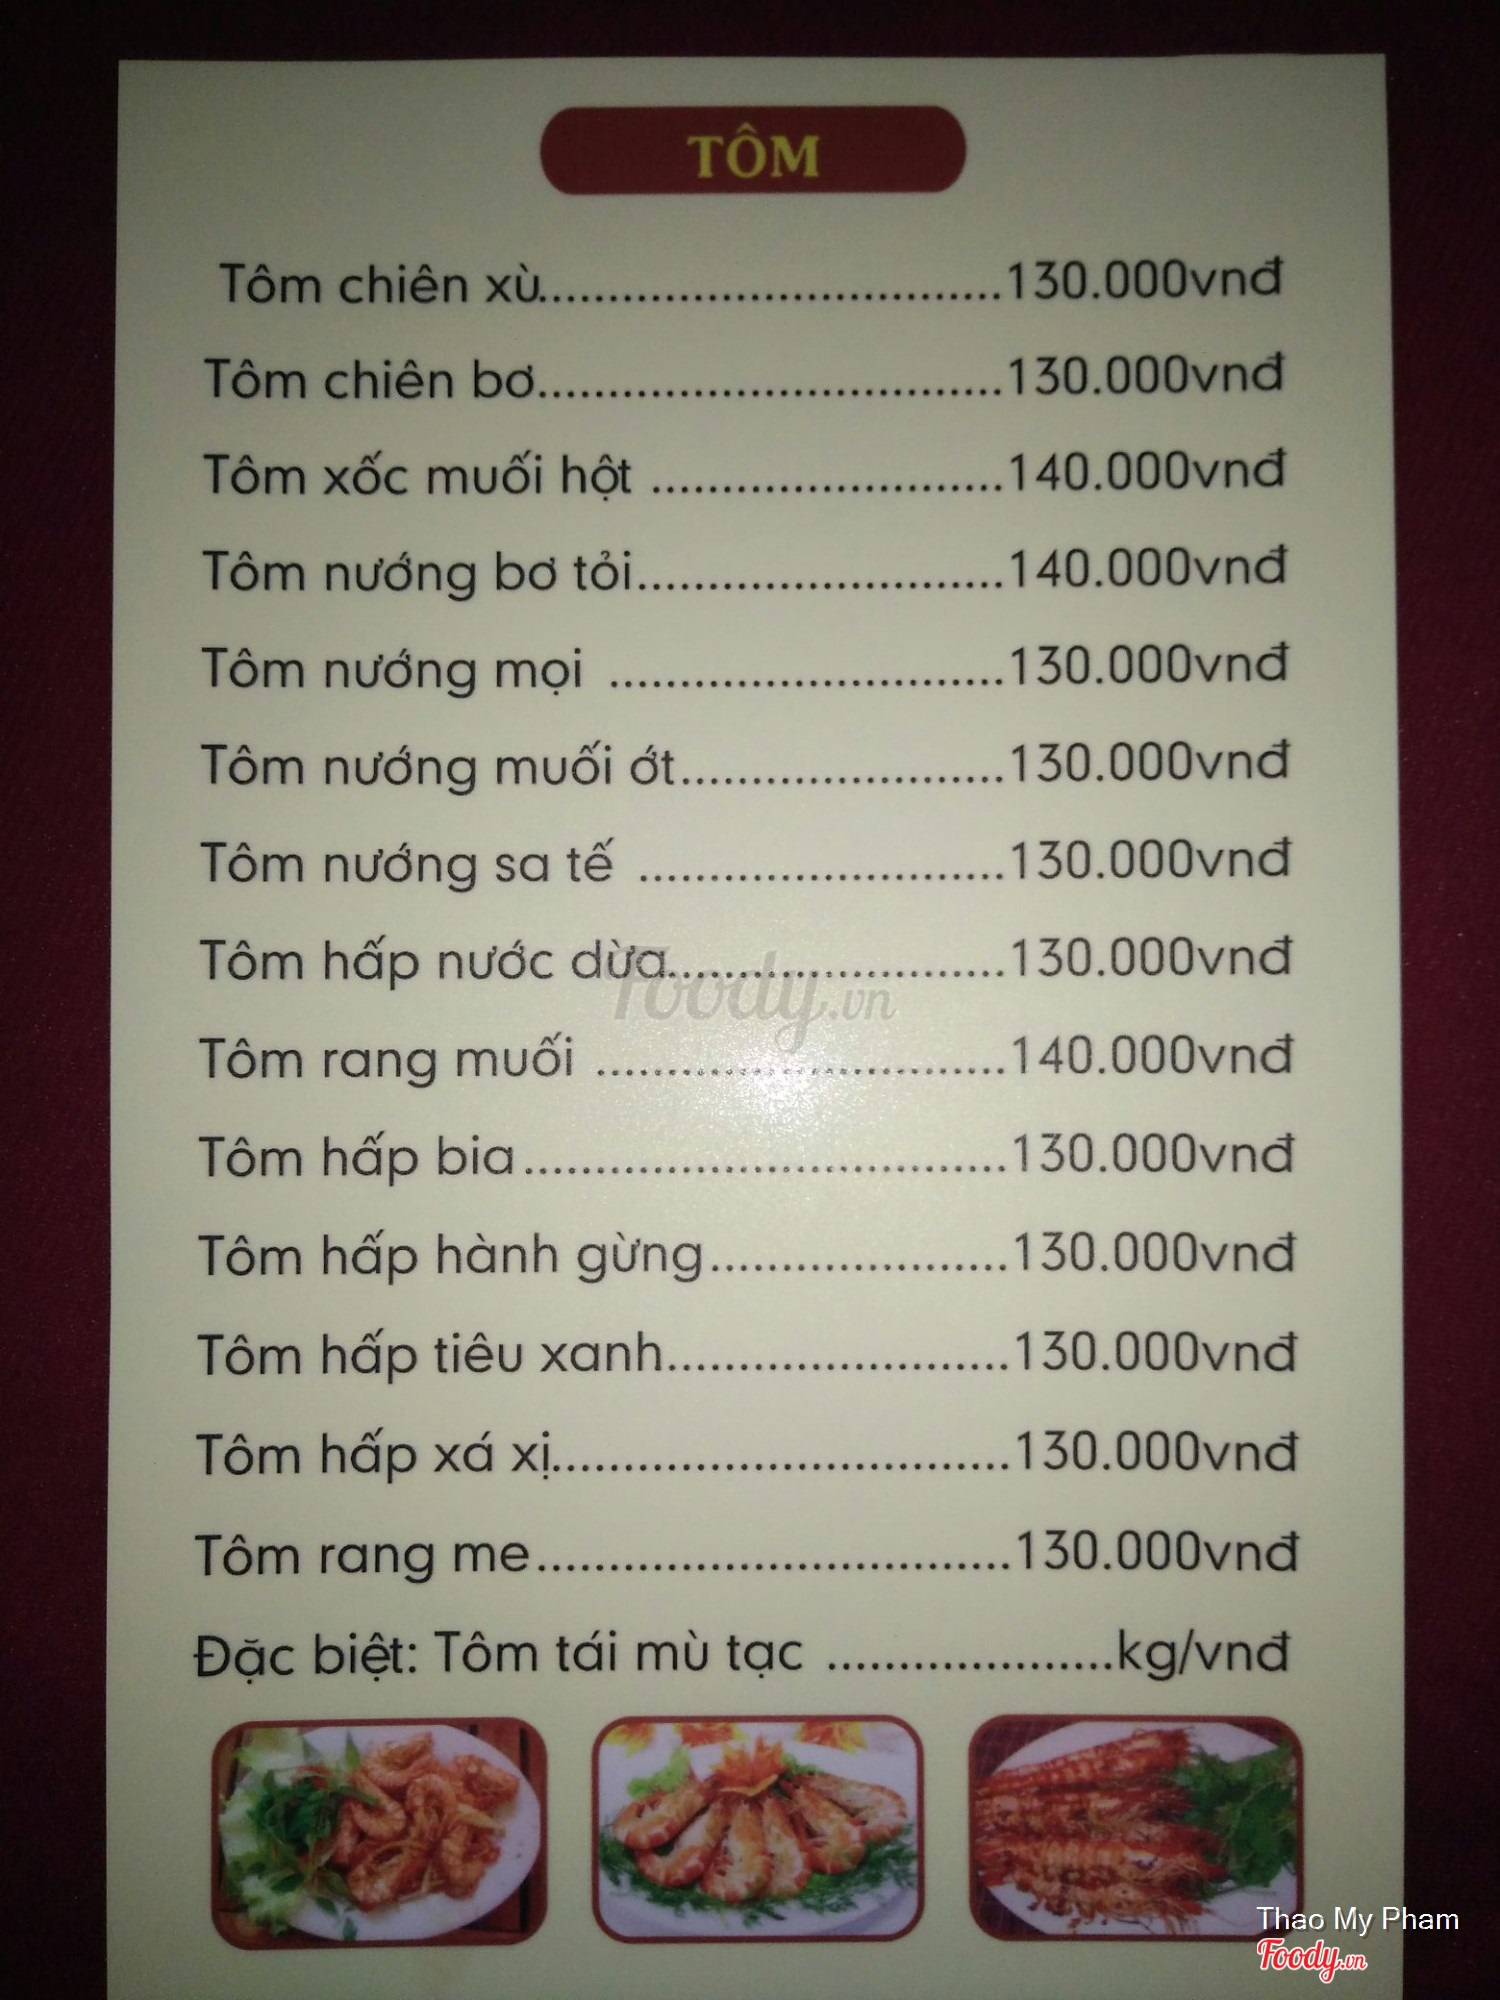 TÔM
Tôm chiên xù.................................130.000vnđ
Tôm chiên bơ.................................130.000vnđ
Tôm xốc muối hột .........................140.000vnđ
Tôm nướng bơ tỏi..........................140.000vnđ
Tôm nướng mọi ............................130.000vnđ
Tôm nướng muối ớt.......................130.000vnđ
Tôm nướng sa tế ..........................130.000vnđ
Tôm hấp nước dừa........................130.000vnđ
Foody.vn
Tôm rang muối .............................140.000vnđ
Tôm hấp bia..................................130.000vnđ
Tôm hấp hành gừng.....................130.000vnđ
Tôm hấp tiêu xanh........................130.000vnđ
Tôm hấp xá xị................................130.000vnđ
Tôm rang me.................................130.000vnđ
Đặc biệt: Tôm tái mù tạc ....................kg/vnđ
Thao My Pham
Foody.vn